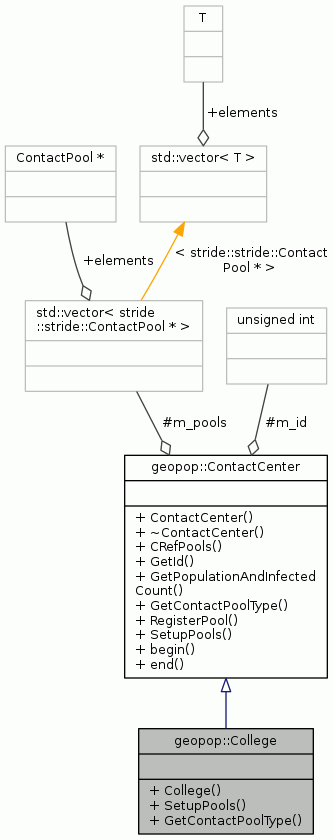 T
+elements
ContactPool *
std::vector< T >
+elements
< stride::stride::Contact
Pool * >
std::vector< stride
::stride::ContactPool * >
unsigned int
#m_pools
#m_id
geopop::ContactCenter
+ ContactCenter()
+ ~ContactCenter()
+ CRefPools()
+ GetId()
+ GetPopulationAndInfected
Count()
+ GetContactPoolType()
+ RegisterPool()
+ SetupPools()
+ begin()
+ end()
geopop::College
+ College()
+ SetupPools()
+ GetContactPoolType()